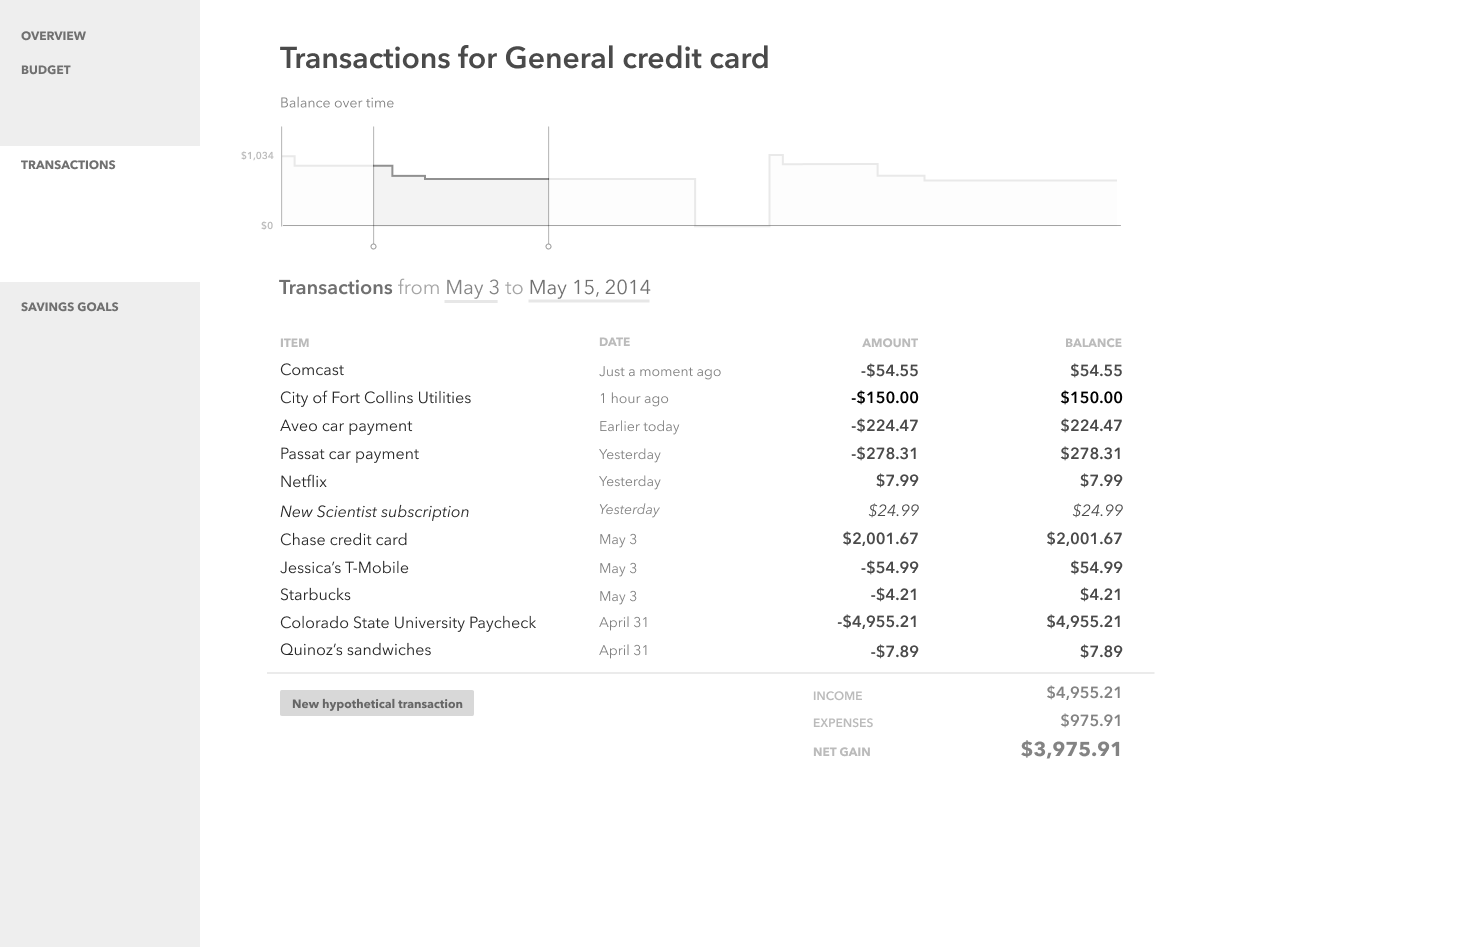 OVERVIEW
BUDGET
TRANSACTIONS
SAVINGS GOALS
Transactions for General credit card
Balance over time
$1,034
$0
Transactions from May 3 to May 15, 2014
ITEM DATE AMOUNT BALANCE
Comcast Just a moment ago -$54.55 $54.55
City of Fort Collins Utilities 1 hour ago -$150.00 $150.00
Aveo car payment Earlier today -$224.47 $224.47
Passat car payment Yesterday -$278.31 $278.31
Netflix Yesterday $7.99 $7.99
New Scientist subscription Yesterday $24.99 $24.99
Chase credit card May 3 $2,001.67 $2,001.67
Jessica’s T-Mobile May 3 -$54.99 $54.99
Starbucks May 3 -$4.21 $4.21
Colorado State University Paycheck April 31 -$4,955.21 $4,955.21
Quinoz’s sandwiches April 31 -$7.89 $7.89
New hypothetical transaction
INCOME $4,955.21
EXPENSES $975.91
NET GAIN $3,975.91